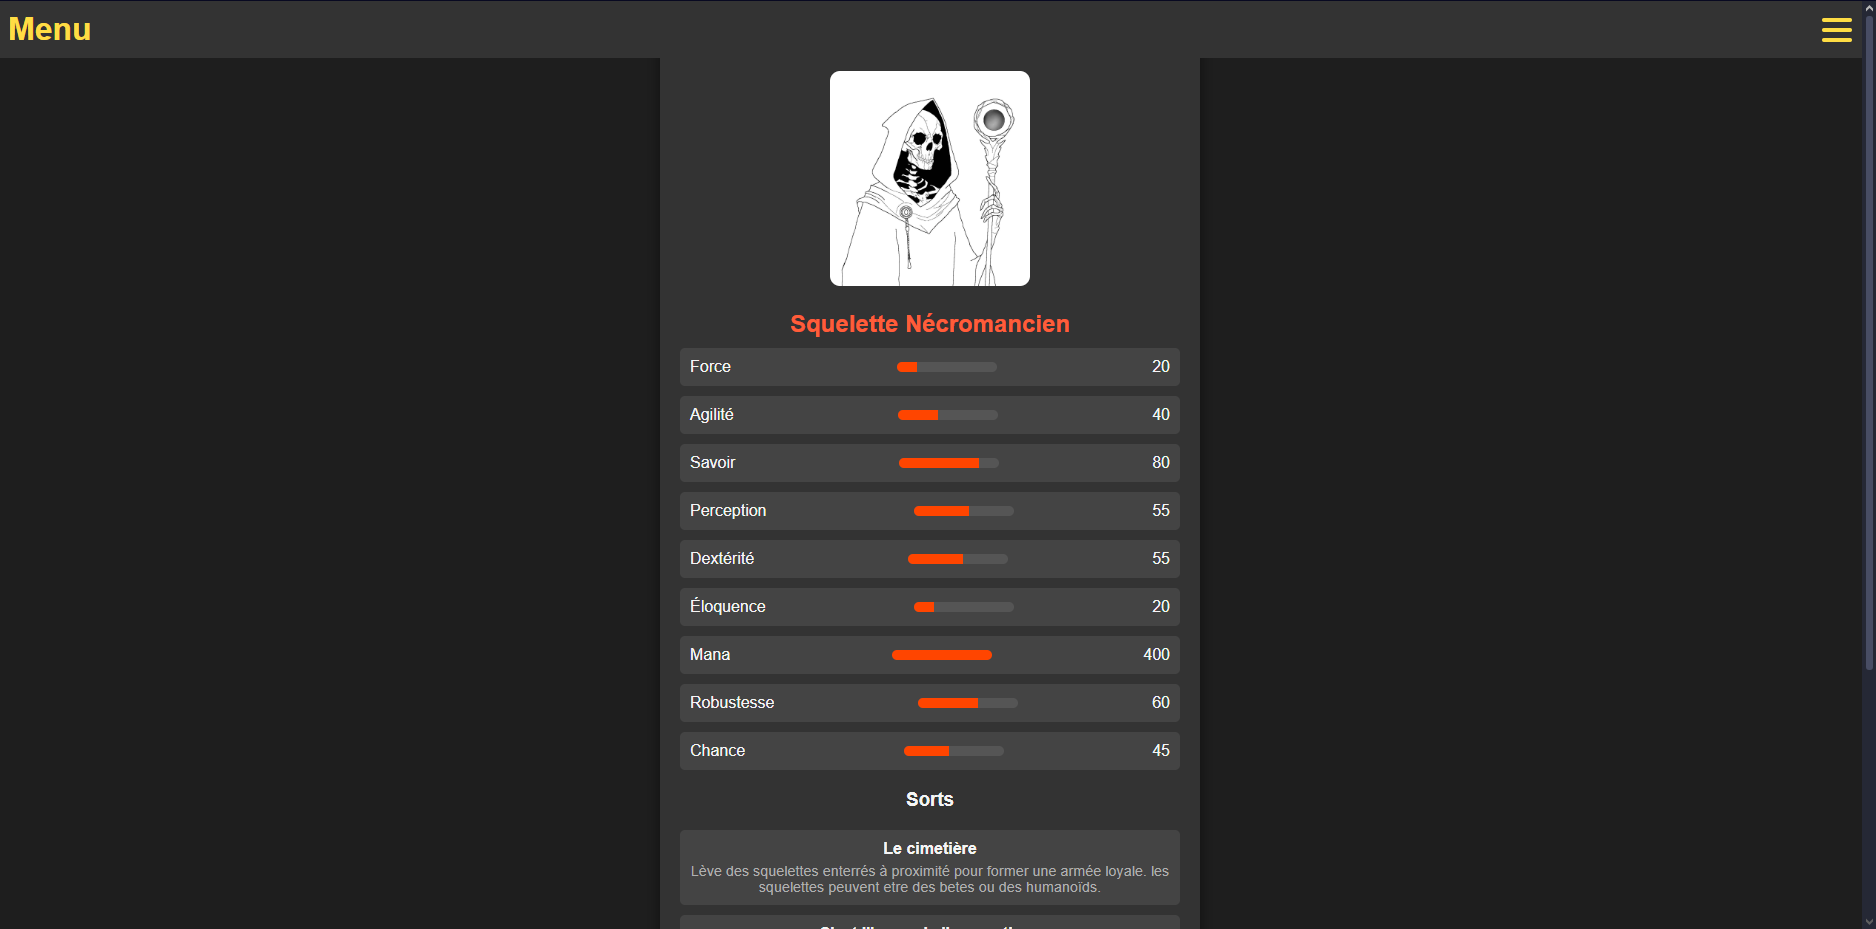 Menu
Squelette Nécromancien
Force 20
Agilité 40
Savoir 80
Perception 55
Dextérité 55
Éloquence 20
Mana 400
Robustesse 60
Chance 45
Sorts
Le cimetière
Lève des squelettes enterrés à proximité pour former une armée loyale. les
squelettes peuvent etre des betes ou des humanoïds.